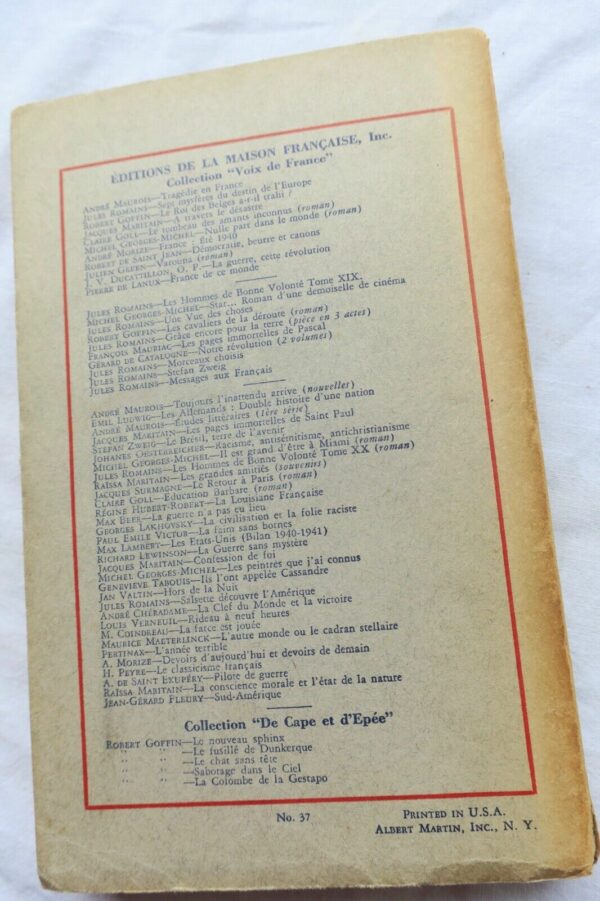 ÉDITIONS DE LA MAISON FRANÇAISE, Inc.
Collection "Voix de France"
ANDRÉ MAUROIS—Tragédie en France
JULES ROMAINS—Sept mystères du destin de l'Europe
ROBERT GOFFIN—Le Roi des Belges a-t-il trahi ?
JACQUES MARITAIN—A travers le désastre
CLAIRE GOLL—Le tombeau des amants inconnus (roman)
MICHEL GEORGES-MICHEL—Nulle part dans le monde (roman)
ANDRÉ MORIZE—France : Été 1940
ROBERT DE SAINT JEAN—Démocratie, beurre et canons
JULIEN GREEN—Varouna (roman)
J. V. DUCATTILLON, O. P.—La guerre, cette révolution
PIERRE DE LANUX—France de ce monde
JULES ROMAINS—Les Hommes de Bonne Volonté Tome XIX.
MICHEL GEORGES-MICHEL—Star... Roman d'une demoiselle de cinéma
JULES ROMAINS—Une Vue des choses
ROBERT GOFFIN—Les cavaliers de la déroute (roman)
JULES ROMAINS—Grâce encore pour la terre (pièce en 3 actes)
FRANÇOIS MAURIAC—Les pages immortelles de Pascal
GÉRARD DE CATALOGNE—Notre révolution (2 volumes)
JULES ROMAINS—Morceaux choisis
JULES ROMAINS—Stefan Zweig
JULES ROMAINS—Messages aux Français
ANDRÉ MAUROIS—Toujours l'inattendu arrive (nouvelles)
EMIL LUDWIG—Les Allemands : Double histoire d'une nation
ANDRÉ MAUROIS—Études littéraires (1ère série)
JACQUES MARITAIN—Les pages immortelles de Saint Paul
STEFAN ZWEIG—Le Brésil, terre de l'avenir
JOHANES OESTEREICHER—Racisme, antisémitisme, antichristianisme
MICHEL GEORGES-MICHEL—Il est grand d'être à Miami (roman)
JULES ROMAINS—Les Hommes de Bonne Volonté Tome XX (roman)
RAÏSSA MARITAIN—Les grandes amitiés (souvenirs)
JACQUES SURMAGNE—Le Retour à Paris (roman)
CLAIRE GOLL—Education Barbare (roman)
RÉGINE HUBERT-ROBERT—La Louisiane Française
MAX BEER—La guerre n'a pas eu lieu
GEORGES LAKHOVSKY—La civilisation et la folie raciste
PAUL EMILE VICTOR—La faim sans bornes
MAX LAMBERT—Les Etats-Unis (Bilan 1940-1941)
RICHARD LEWINSON—La Guerre sans mystère
JACQUES MARITAIN—Confession de foi
MICHEL GEORGES-MICHEL—Les peintres que j'ai connus
GENEVIEVE TABOUIS—Ils l'ont appelée Cassandre
JAN VALTIN—Hors de la Nuit
JULES ROMAINS—Salsette découvre l'Amérique
ANDRÉ CHÉRADAME—La Clef du Monde et la victoire
LOUIS VERNEUIL—Rideau à neuf heures
M. COINDREAU—La farce est jouée
MAURICE MAETERLINCK—L'autre monde ou le cadran stellaire
PERTINAX—L'année terrible
A. MORIZE—Devoirs d'aujourd'hui et devoirs de demain
H. PEYRE—Le classicisme français
A. DE SAINT EXUPÉRY—Pilote de guerre
RAÏSSA MARITAIN—La conscience morale et l'état de la nature
JEAN-GÉRARD FLEURY—Sud-Amérique
Collection "De Cape et d'Epée"
ROBERT GOFFIN—Le nouveau sphinx
" " —Le fusillé de Dunkerque
" " —Le chat sans tête
" " —Sabotage dans le Ciel
" " —La Colombe de la Gestapo
No. 37
PRINTED IN U.S.A.
ALBERT MARTIN, INC., N. Y.